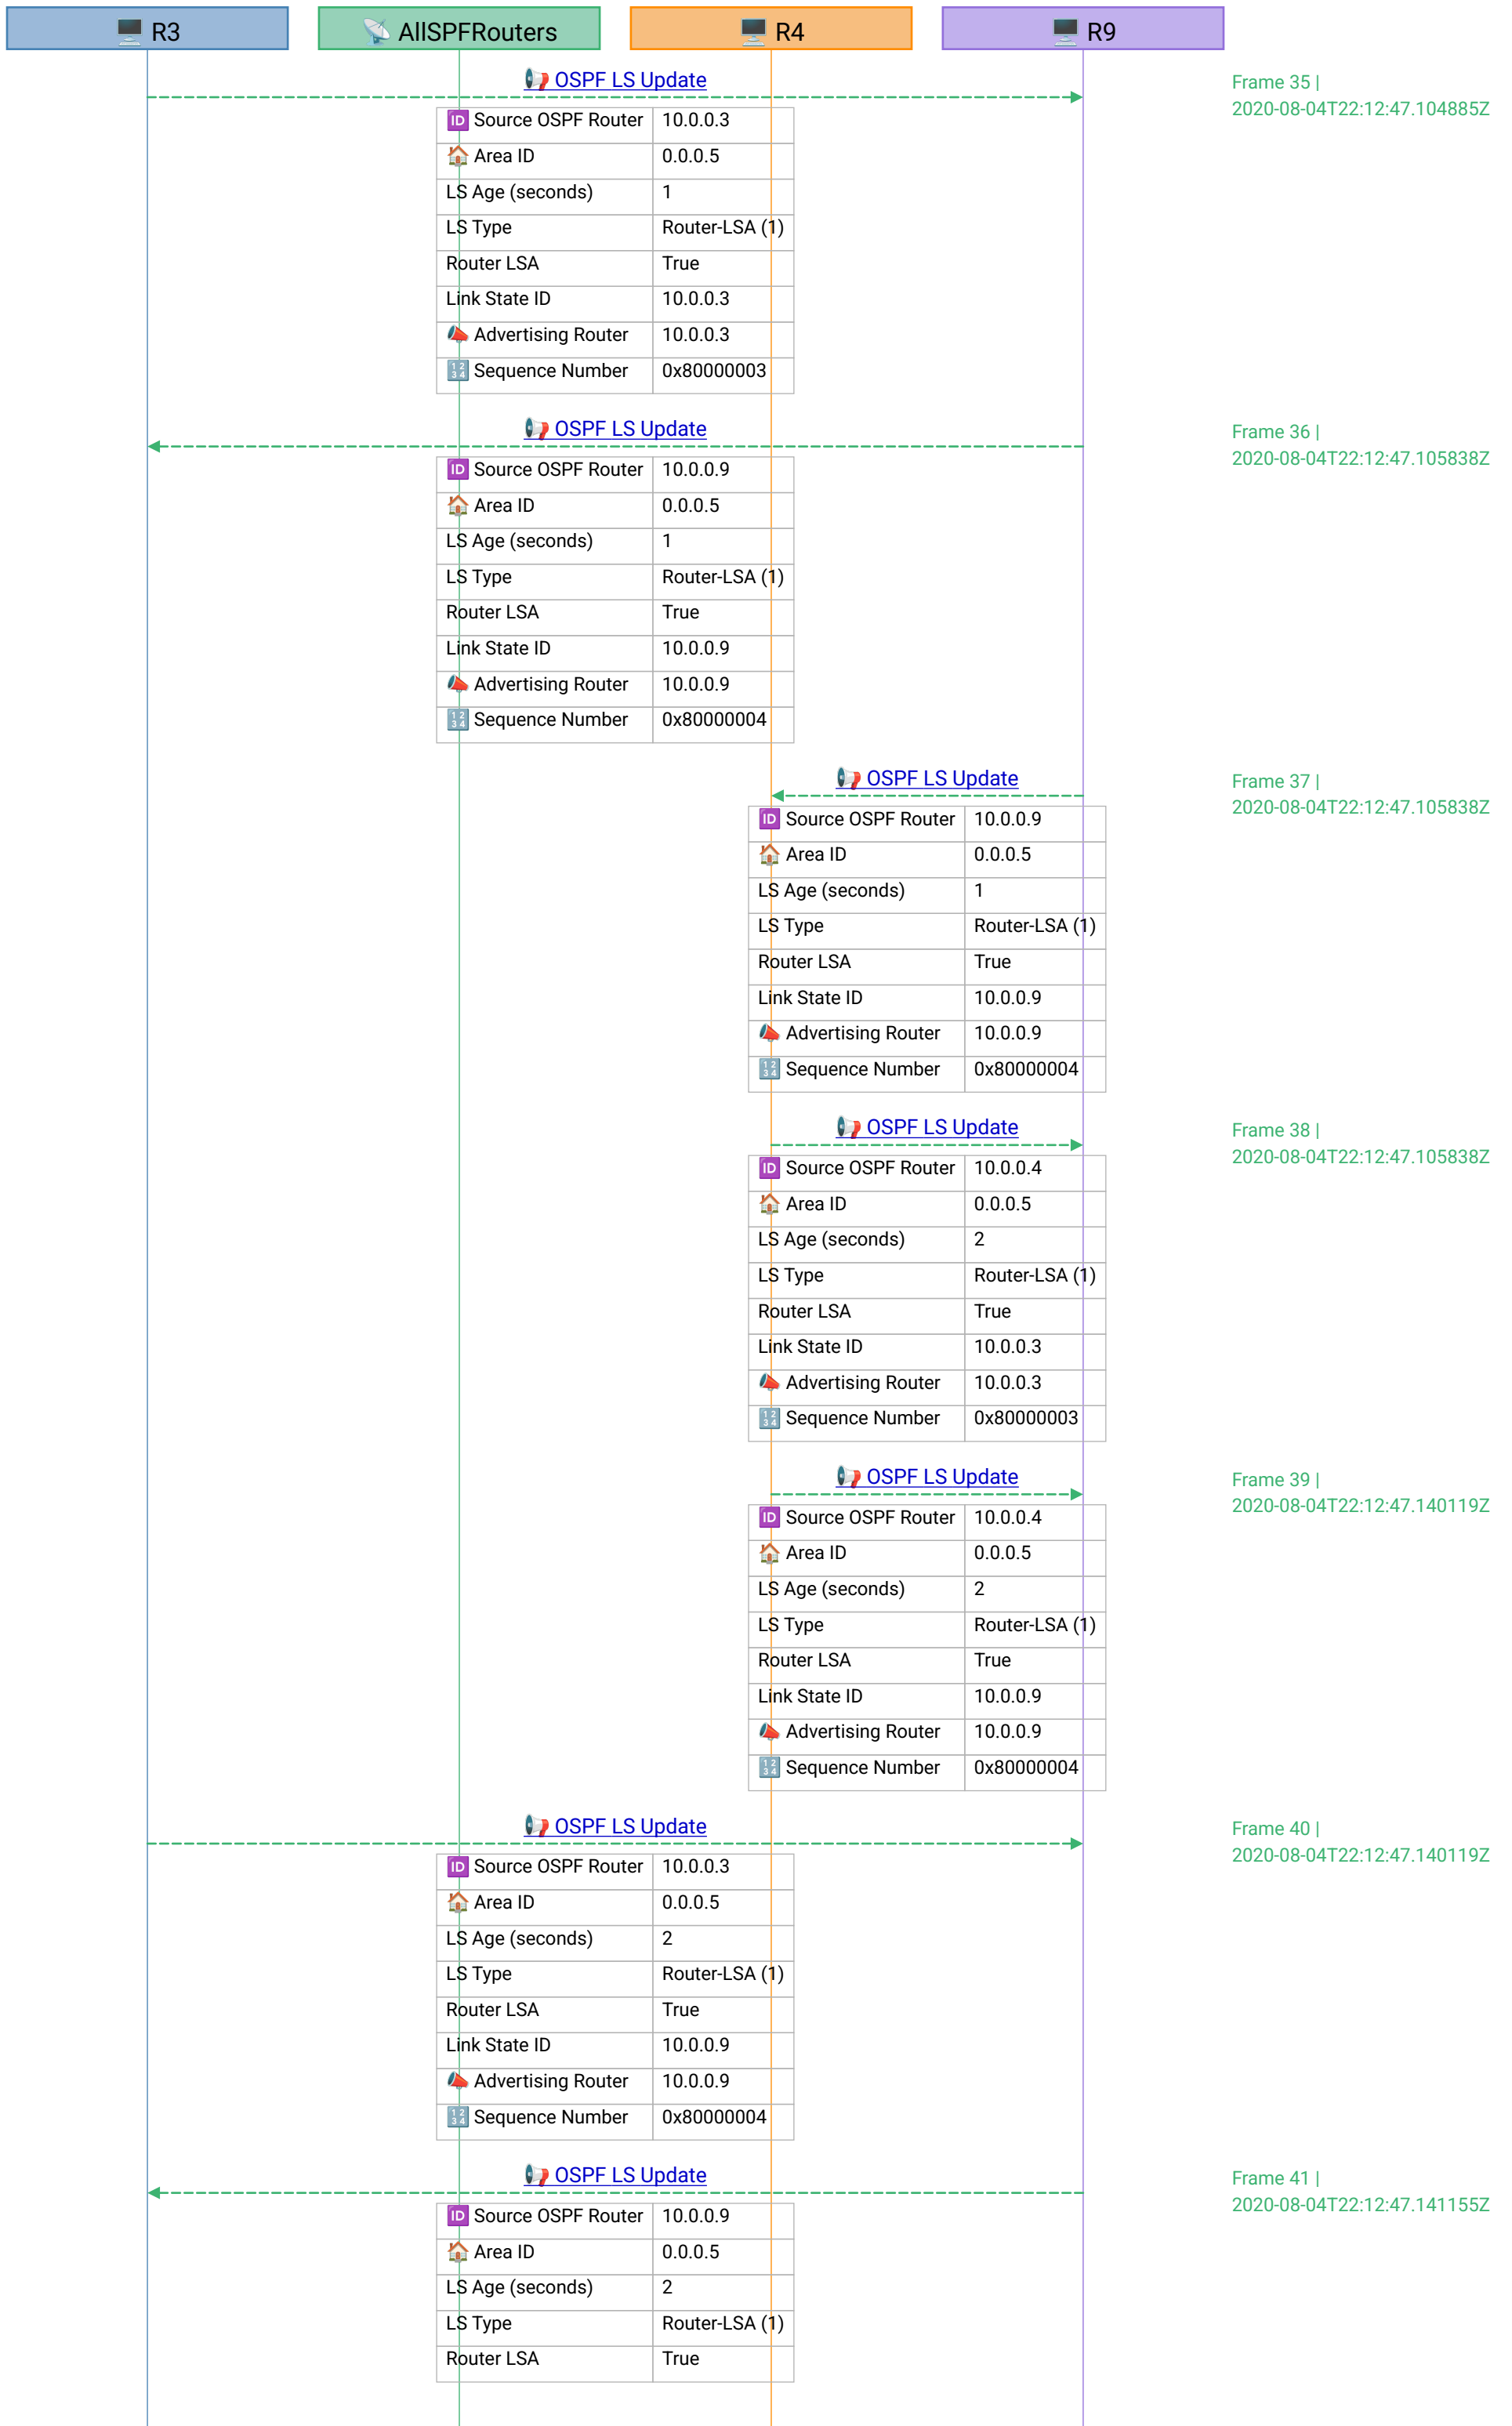 R3 AllSPFRouters R4 R9
OSPF LS Update
Frame 35 |
2020-08-04T22:12:47.104885Z
🆔 Source OSPF Router 10.0.0.3
🏠 Area ID 0.0.0.5
LS Age (seconds) 1
LS Type Router-LSA (1)
Router LSA True
Link State ID 10.0.0.3
Advertising Router 10.0.0.3
🔢 Sequence Number 0x80000003
OSPF LS Update
Frame 36 |
2020-08-04T22:12:47.105838Z
🆔 Source OSPF Router 10.0.0.9
🏠 Area ID 0.0.0.5
LS Age (seconds) 1
LS Type Router-LSA (1)
Router LSA True
Link State ID 10.0.0.9
Advertising Router 10.0.0.9
🔢 Sequence Number 0x80000004
OSPF LS Update
Frame 37 |
2020-08-04T22:12:47.105838Z
🆔 Source OSPF Router 10.0.0.9
🏠 Area ID 0.0.0.5
LS Age (seconds) 1
LS Type Router-LSA (1)
Router LSA True
Link State ID 10.0.0.9
Advertising Router 10.0.0.9
🔢 Sequence Number 0x80000004
OSPF LS Update
Frame 38 |
2020-08-04T22:12:47.105838Z
🆔 Source OSPF Router 10.0.0.4
🏠 Area ID 0.0.0.5
LS Age (seconds) 2
LS Type Router-LSA (1)
Router LSA True
Link State ID 10.0.0.3
Advertising Router 10.0.0.3
🔢 Sequence Number 0x80000003
OSPF LS Update
Frame 39 |
2020-08-04T22:12:47.140119Z
🆔 Source OSPF Router 10.0.0.4
🏠 Area ID 0.0.0.5
LS Age (seconds) 2
LS Type Router-LSA (1)
Router LSA True
Link State ID 10.0.0.9
Advertising Router 10.0.0.9
🔢 Sequence Number 0x80000004
OSPF LS Update
Frame 40 |
2020-08-04T22:12:47.140119Z
🆔 Source OSPF Router 10.0.0.3
🏠 Area ID 0.0.0.5
LS Age (seconds) 2
LS Type Router-LSA (1)
Router LSA True
Link State ID 10.0.0.9
Advertising Router 10.0.0.9
🔢 Sequence Number 0x80000004
OSPF LS Update
Frame 41 |
2020-08-04T22:12:47.141155Z
🆔 Source OSPF Router 10.0.0.9
🏠 Area ID 0.0.0.5
LS Age (seconds) 2
LS Type Router-LSA (1)
Router LSA True